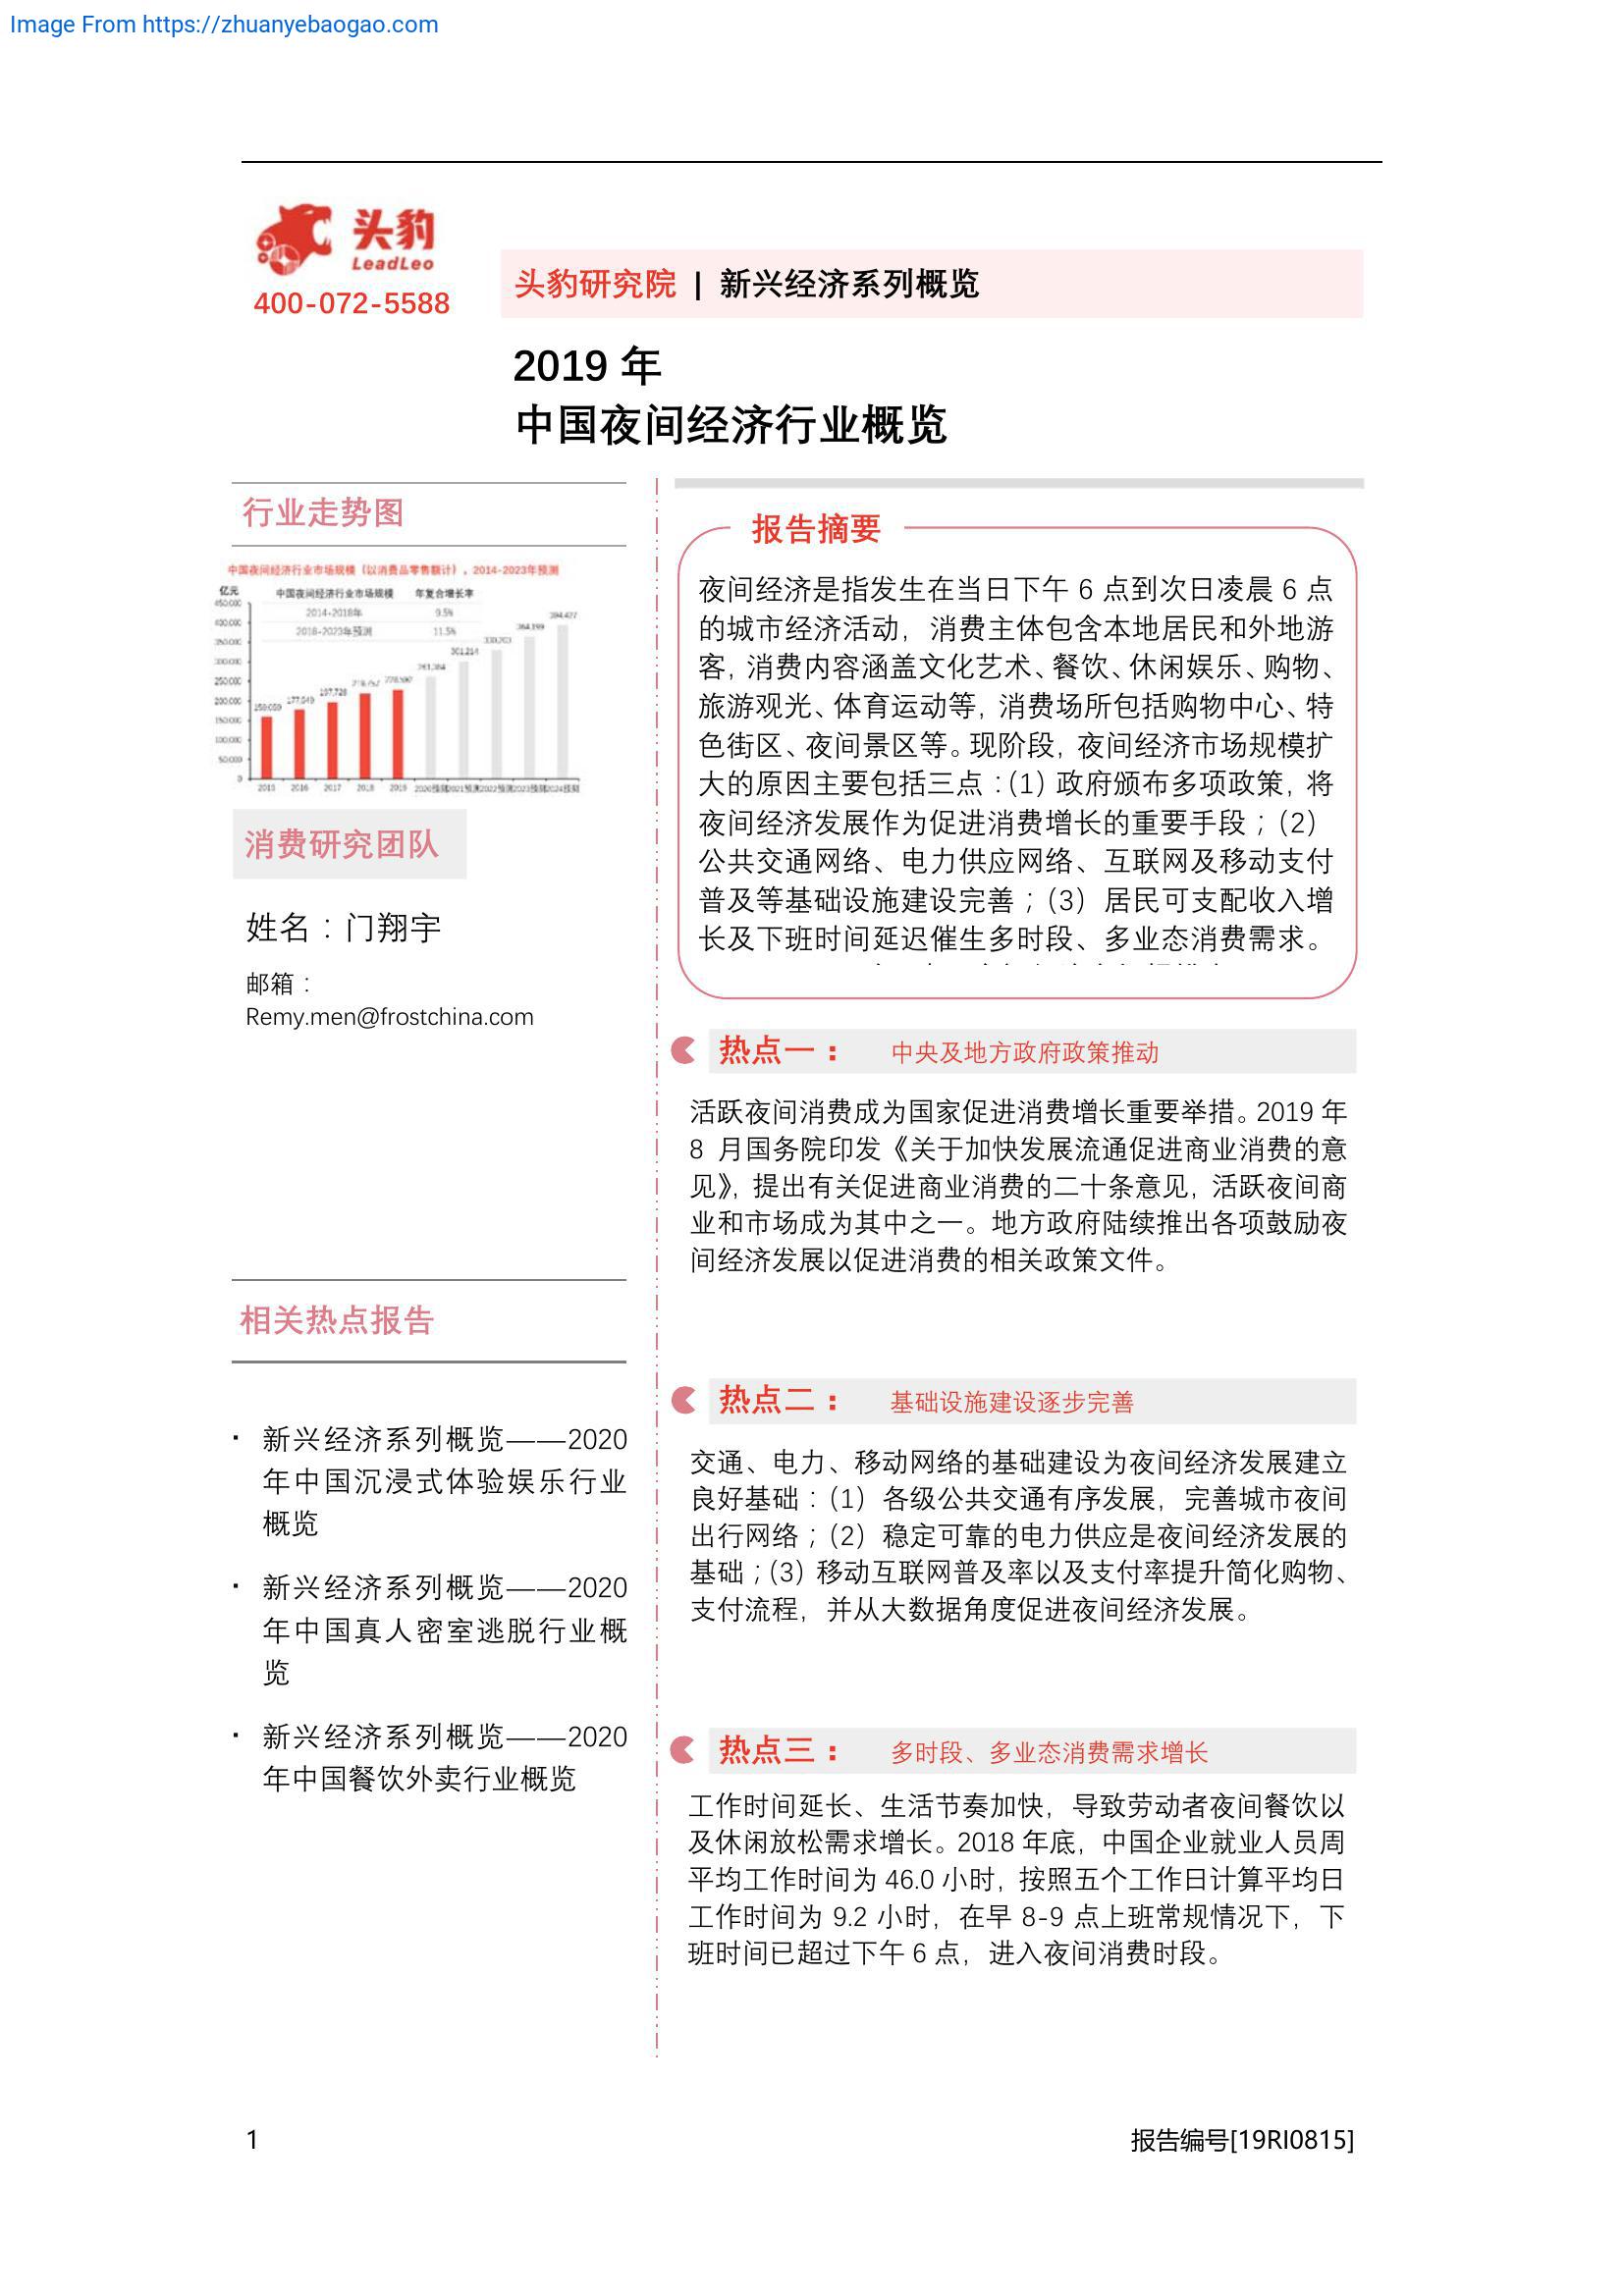 Image From https://zhuanyebaogao.com
头豹
LeadLeo
400-072-5588
头豹研究院 | 新兴经济系列概览
2019 年
中国夜间经济行业概览
行业走势图
中国夜间经济行业市场规模（以消费品零售额计），2014-2023年预测
亿元
中国夜间经济行业市场规模 年复合增长率
2014-2018年 9.5%
2018-2023年预测 11.5%
450,000
400,000
350,000
300,000
250,000
200,000
150,000
100,000
50,000
0
177,549
197,728
301,214
2015 2016 2017 2018 2019 2020预测 2021预测 2022预测 2023预测 2024预测
消费研究团队
姓名：门翔宇
邮箱：
Remy.men@frostchina.com
相关热点报告
· 新兴经济系列概览——2020
年中国沉浸式体验娱乐行业
概览
· 新兴经济系列概览——2020
年中国真人密室逃脱行业概
览
· 新兴经济系列概览——2020
年中国餐饮外卖行业概览
报告摘要
夜间经济是指发生在当日下午 6 点到次日凌晨 6 点
的城市经济活动，消费主体包含本地居民和外地游
客，消费内容涵盖文化艺术、餐饮、休闲娱乐、购物、
旅游观光、体育运动等，消费场所包括购物中心、特
色街区、夜间景区等。现阶段，夜间经济市场规模扩
大的原因主要包括三点：（1）政府颁布多项政策，将
夜间经济发展作为促进消费增长的重要手段；（2）
公共交通网络、电力供应网络、互联网及移动支付
普及等基础设施建设完善；（3）居民可支配收入增
长及下班时间延迟催生多时段、多业态消费需求。
热点一： 中央及地方政府政策推动
活跃夜间消费成为国家促进消费增长重要举措。2019 年
8 月国务院印发《关于加快发展流通促进商业消费的意
见》，提出有关促进商业消费的二十条意见，活跃夜间商
业和市场成为其中之一。地方政府陆续推出各项鼓励夜
间经济发展以促进消费的相关政策文件。
热点二： 基础设施建设逐步完善
交通、电力、移动网络的基础建设为夜间经济发展建立
良好基础：（1）各级公共交通有序发展，完善城市夜间
出行网络；（2）稳定可靠的电力供应是夜间经济发展的
基础；（3）移动互联网普及率以及支付率提升简化购物、
支付流程，并从大数据角度促进夜间经济发展。
热点三： 多时段、多业态消费需求增长
工作时间延长、生活节奏加快，导致劳动者夜间餐饮以
及休闲放松需求增长。2018 年底，中国企业就业人员周
平均工作时间为 46.0 小时，按照五个工作日计算平均日
工作时间为 9.2 小时，在早 8-9 点上班常规情况下，下
班时间已超过下午 6 点，进入夜间消费时段。
1
报告编号[19RI0815]